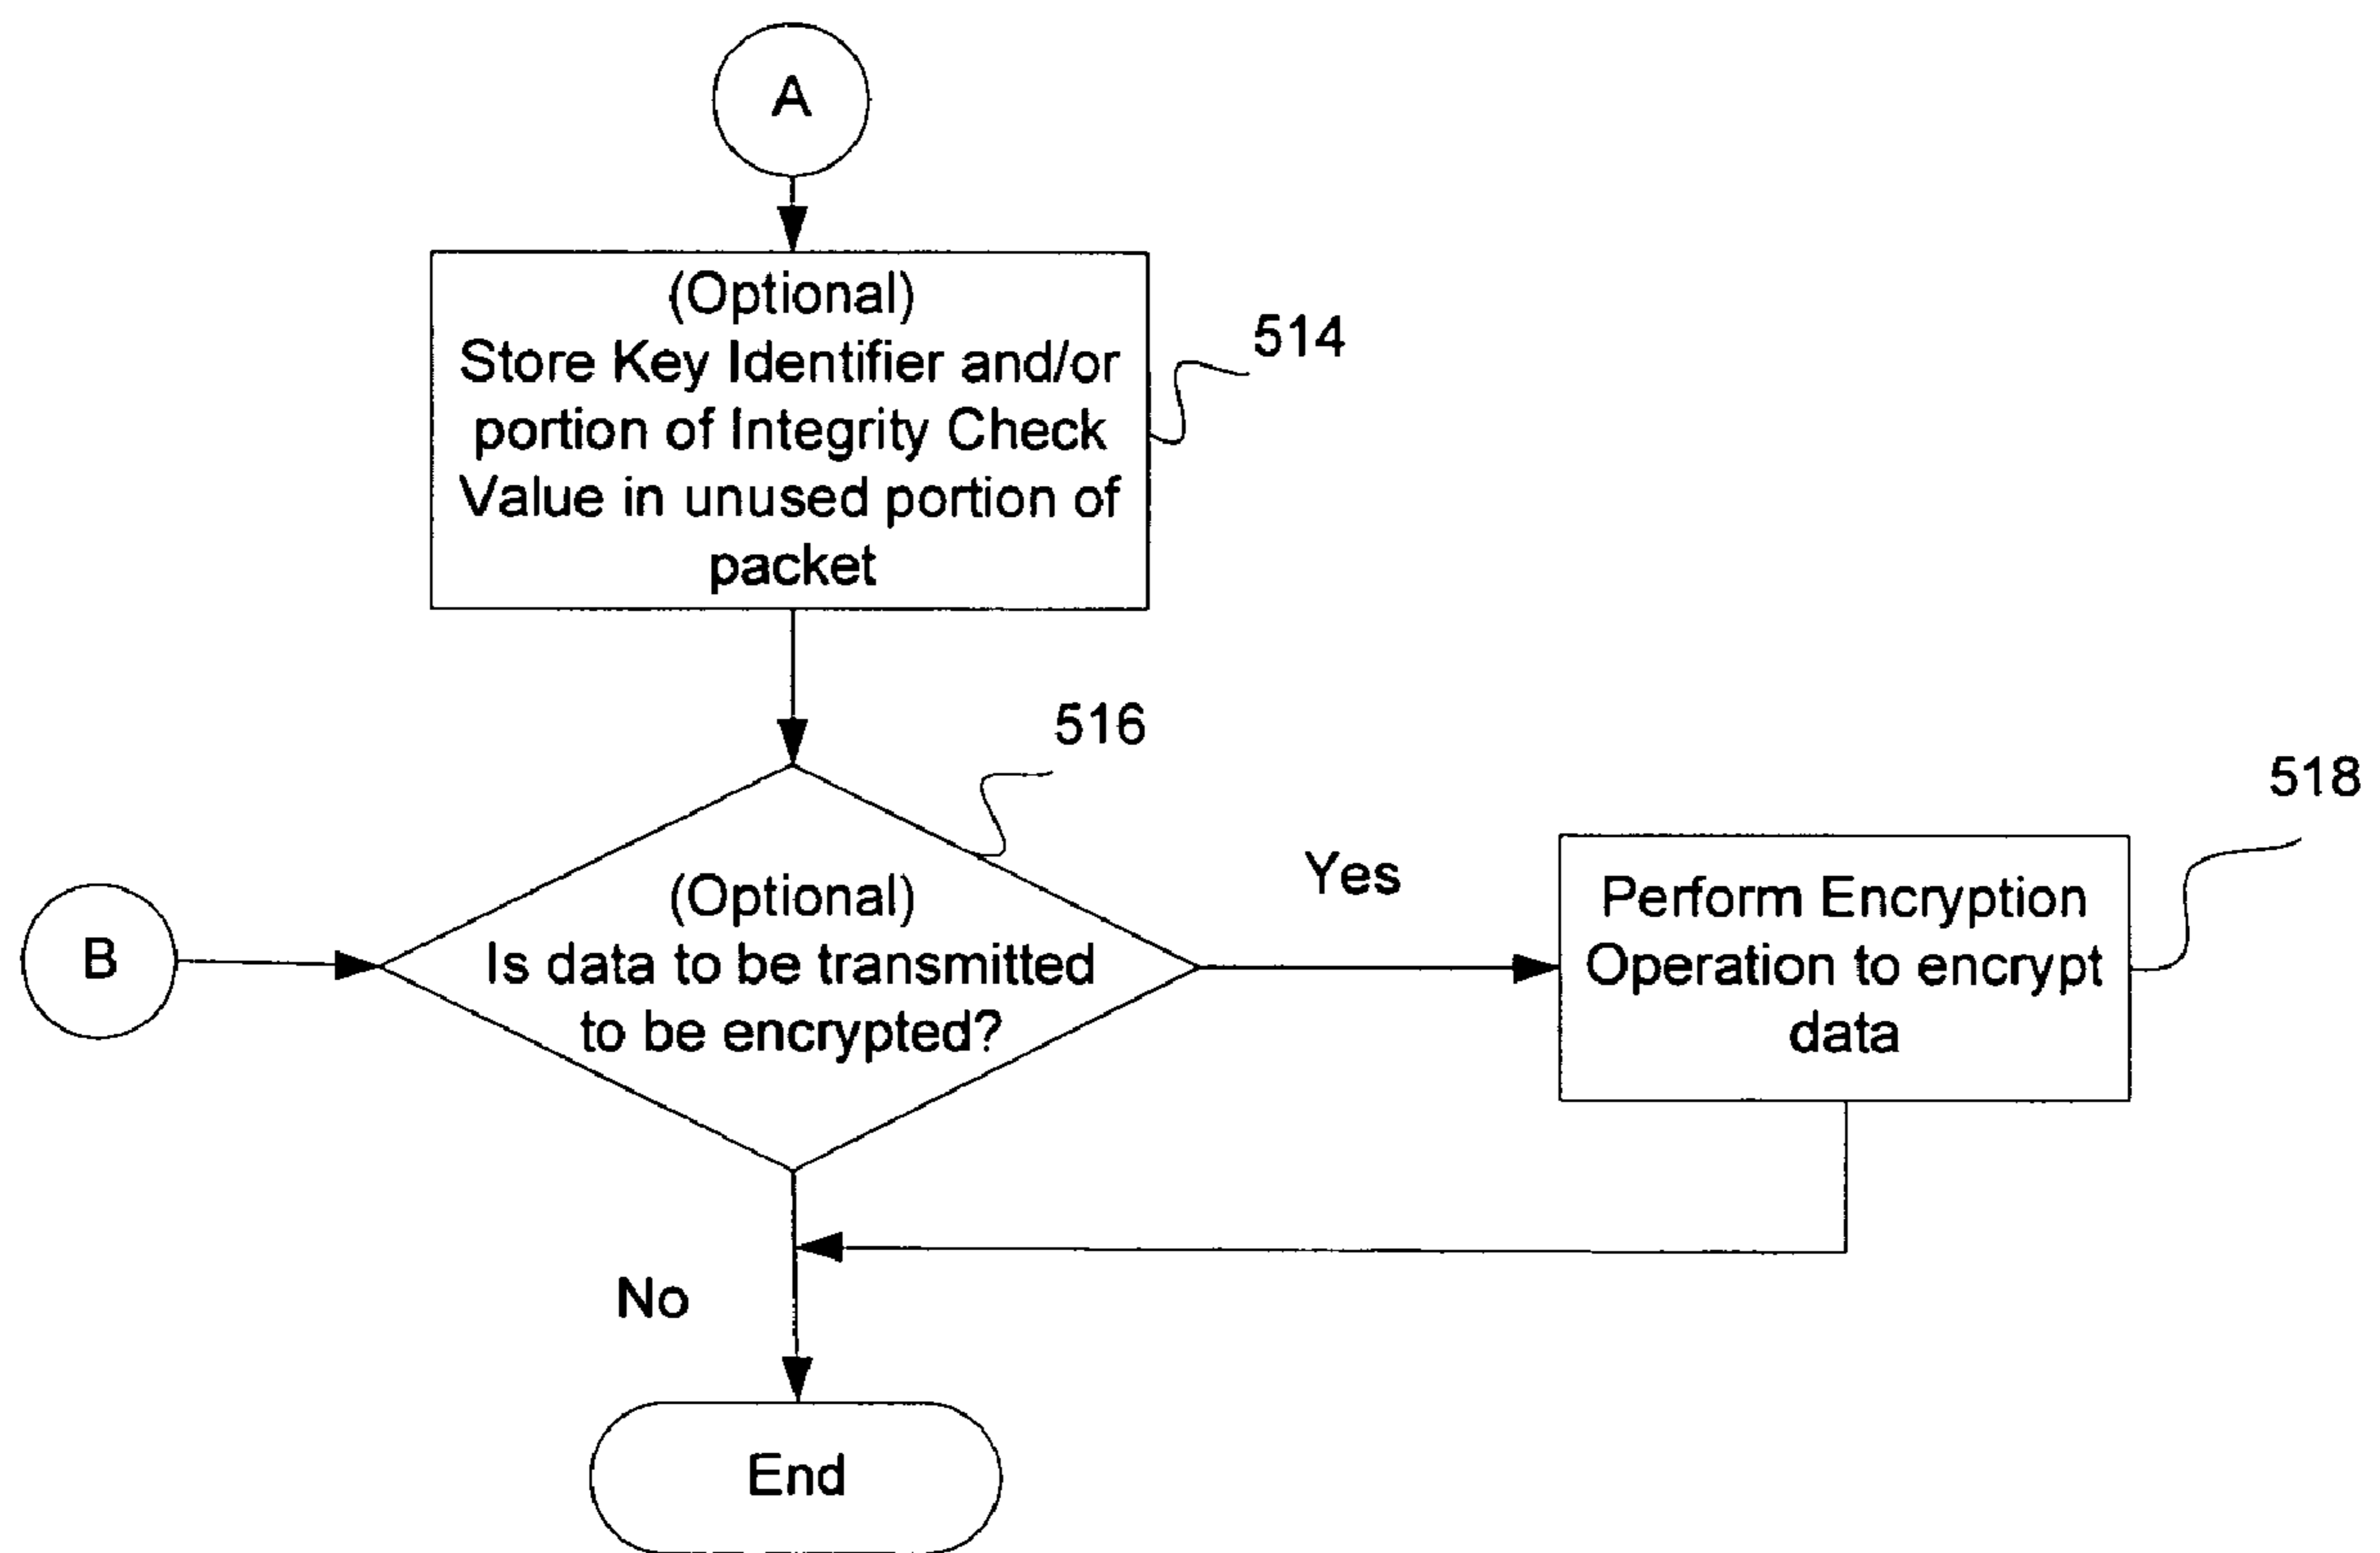 A
(Optional)
Store Key Identifier and/or
portion of Integrity Check
Value in unused portion of
packet
514
516
518
B
(Optional)
Is data to be transmitted
to be encrypted?
Yes
Perform Encryption
Operation to encrypt
data
No
End